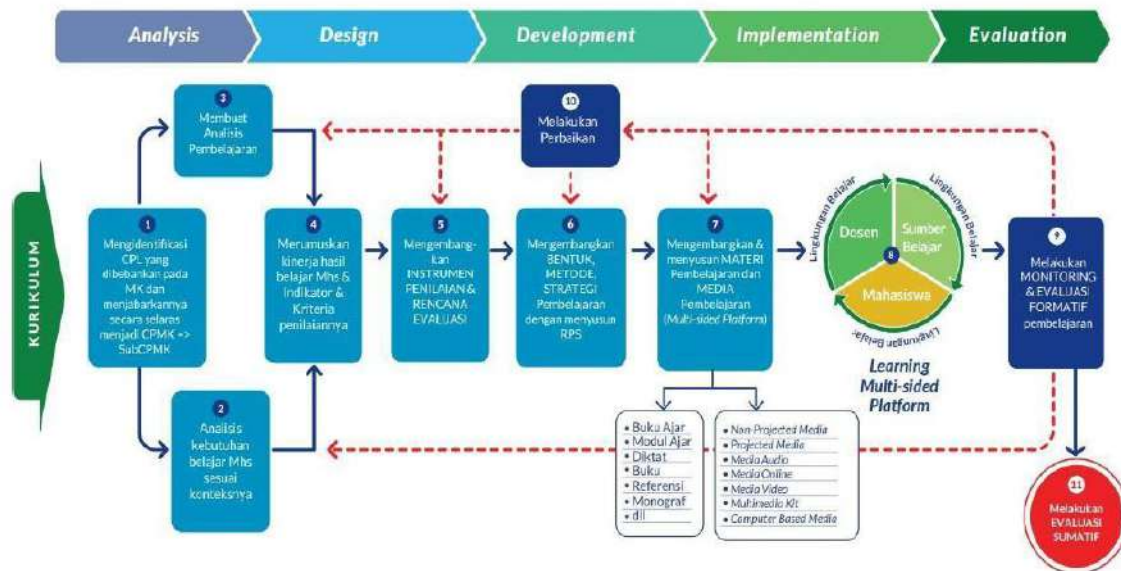 Analysis
Design
Development
Implementation
Evaluation
KURIKULUM
3
Membuat
Analisis
Pembelajaran
10
Melakukan
Perbaikan
1
Mengidentifikasi
CPL yang
dibebankan pada
MK dan
menjabarkannya
secara selaras
menjadi CPMK =>
SubCPMK
4
Merumuskan
kinerja hasil
belajar Mhs &
Indikator &
Kriteria
penilaiannya
5
Mengembang-
kan
INSTRUMEN
PENILAIAN &
RENCANA
EVALUASI
6
Mengembangkan
BENTUK,
METODE,
STRATEGI
Pembelajaran
dengan menyusun
RPS
7
Mengembangkan &
menyusun MATERI
Pembelajaran dan
MEDIA
Pembelajaran
(Multi-sided Platform)
Lingkungan Belajar
Lingkungan Belajar
Lingkungan Belajar
Dosen
Sumber
Belajar
8
Mahasiswa
Learning
Multi-sided
Platform
9
Melakukan
MONITORING
& EVALUASI
FORMATIF
pembelajaran
2
Analisis
kebutuhan
belajar Mhs
sesuai
konteksnya
• Buku Ajar
• Modul Ajar
• Diktat
• Buku
• Referensi
• Monograf
• dll
• Non-Projected Media
• Projected Media
• Media Audio
• Media Online
• Media Video
• Multimedia Kit
• Computer Based Media
11
Melakukan
EVALUASI
SUMATIF